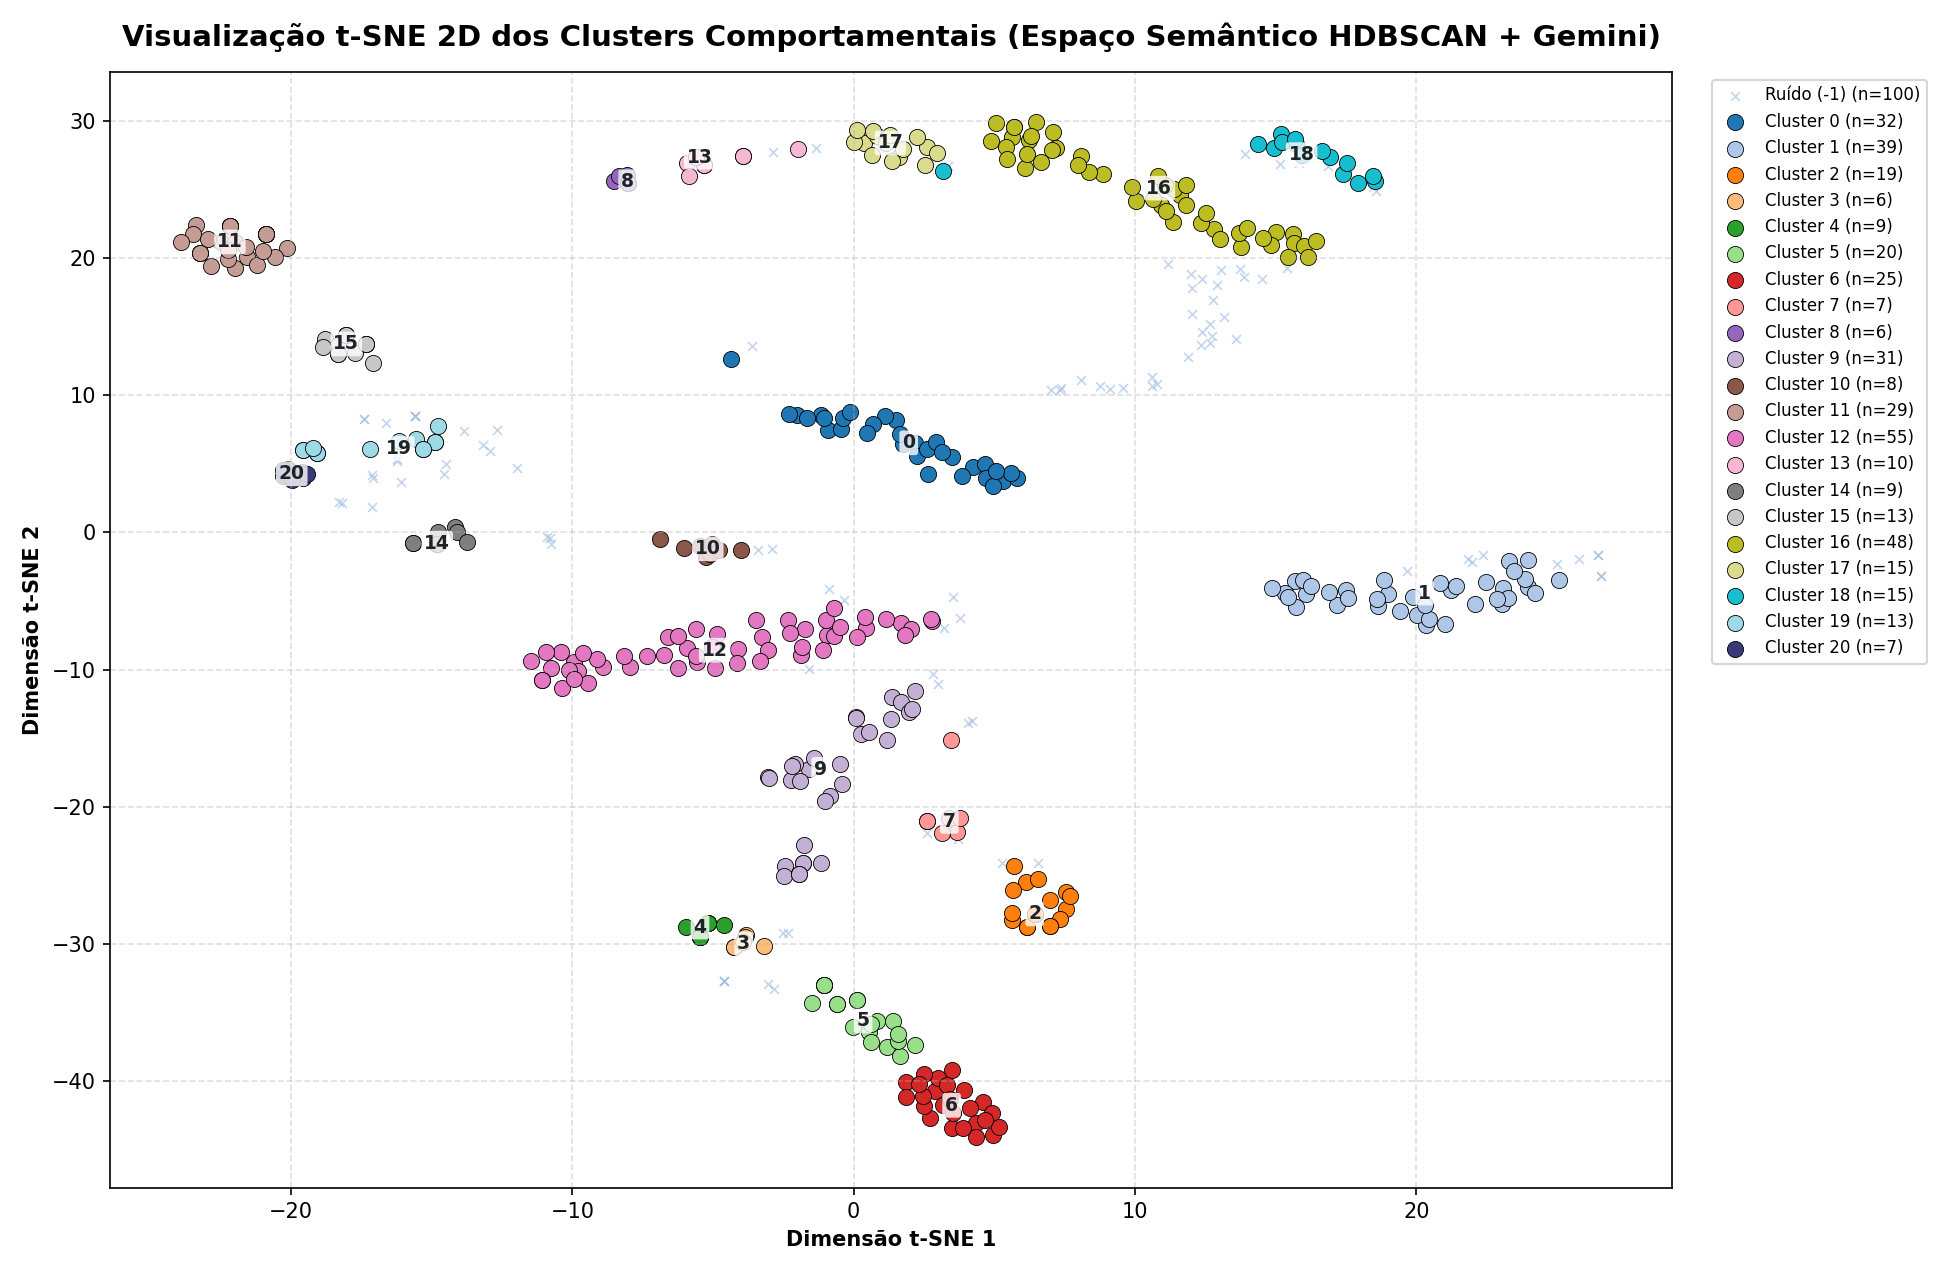 Visualização t-SNE 2D dos Clusters Comportamentais (Espaço Semântico HDBSCAN + Gemini)
Ruído (-1) (n=100)
Cluster 0 (n=32)
Cluster 1 (n=39)
Cluster 2 (n=19)
Cluster 3 (n=6)
Cluster 4 (n=9)
Cluster 5 (n=20)
Cluster 6 (n=25)
Cluster 7 (n=7)
Cluster 8 (n=6)
Cluster 9 (n=31)
Cluster 10 (n=8)
Cluster 11 (n=29)
Cluster 12 (n=55)
Cluster 13 (n=10)
Cluster 14 (n=9)
Cluster 15 (n=13)
Cluster 16 (n=48)
Cluster 17 (n=15)
Cluster 18 (n=15)
Cluster 19 (n=13)
Cluster 20 (n=7)
Dimensão t-SNE 2
30
20
10
0
−10
−20
−30
−40
17
13
18
8
16
11
15
0
19
20
14
10
1
12
9
7
2
4
3
5
6
−20
−10
0
10
20
Dimensão t-SNE 1